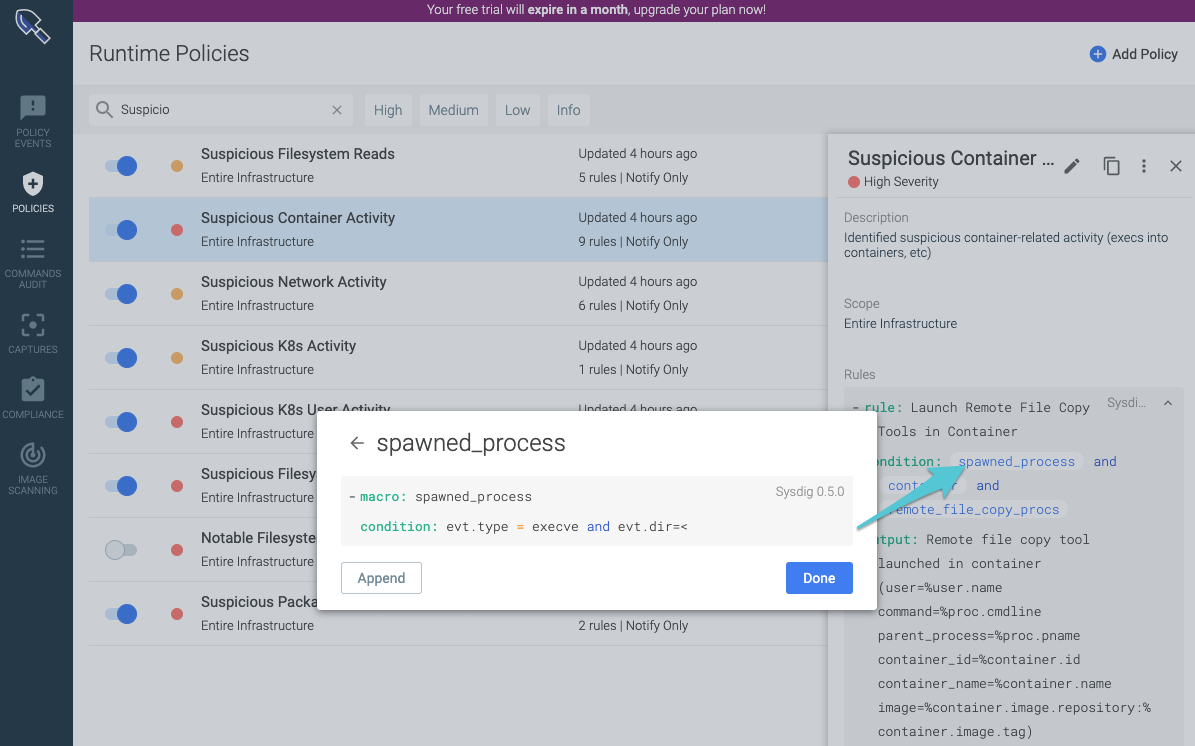 Your free trial will expire in a month, upgrade your plan now!
Runtime Policies
Add Policy
Suspicio
High
Medium
Low
Info
POLICY
EVENTS
POLICIES
COMMANDS
AUDIT
CAPTURES
COMPLIANCE
IMAGE
SCANNING
Suspicious Filesystem Reads
Updated 4 hours ago
Entire Infrastructure
5 rules | Notify Only
Suspicious Container Activity
Updated 4 hours ago
Entire Infrastructure
9 rules | Notify Only
Suspicious Network Activity
Updated 4 hours ago
Entire Infrastructure
6 rules | Notify Only
Suspicious K8s Activity
Updated 4 hours ago
Entire Infrastructure
1 rules | Notify Only
Suspicious K8s User Activity
Updated 4 hours ago
Entire Infrastructure
Suspicious Filesy
Entire Infrastructure
Notable Filesyste
Entire Infrastructure
Suspicious Packa
Entire Infrastructure
2 rules | Notify Only
spawned_process
- macro: spawned_process
Sysdig 0.5.0
condition: evt.type = execve and evt.dir=<
Append
Done
Suspicious Container ...
High Severity
Description
Identified suspicious container-related activity (execs into
containers, etc)
Scope
Entire Infrastructure
Rules
- rule: Launch Remote File Copy
Sysdi...
Tools in Container
ondition: spawned_process and
and
remote_file_copy_procs
tput: Remote file copy tool
launched in container
(user=%user.name
command=%proc.cmdline
parent_process=%proc.pname
container_id=%container.id
container_name=%container.name
image=%container.image.repository:%
container.image.tag)